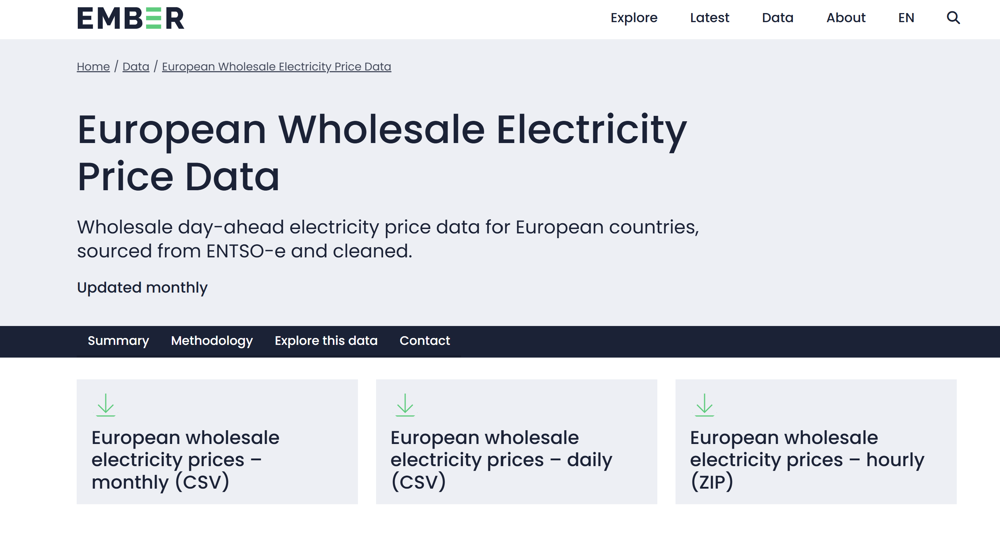 EMBER
Explore Latest Data About EN
Home / Data / European Wholesale Electricity Price Data
European Wholesale Electricity
Price Data
Wholesale day-ahead electricity price data for European countries,
sourced from ENTSO-e and cleaned.
Updated monthly
Summary Methodology Explore this data Contact
European wholesale
electricity prices –
monthly (CSV)
European wholesale
electricity prices – daily
(CSV)
European wholesale
electricity prices – hourly
(ZIP)